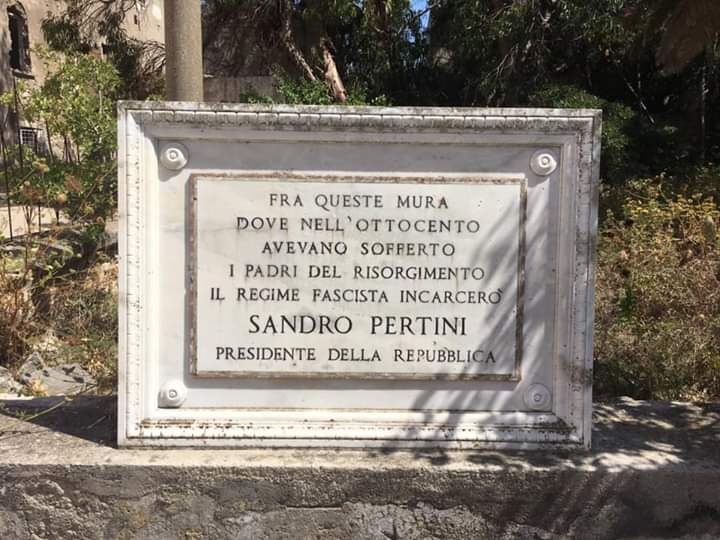 FRA QUESTE MURA
DOVE NELL'OTTOCENTO
AVEVANO SOFFERTO
I PADRI DEL RISORGIMENTO
IL REGIME FASCISTA INCARCERO'
SANDRO PERTINI
PRESIDENTE DELLA REPUBBLICA